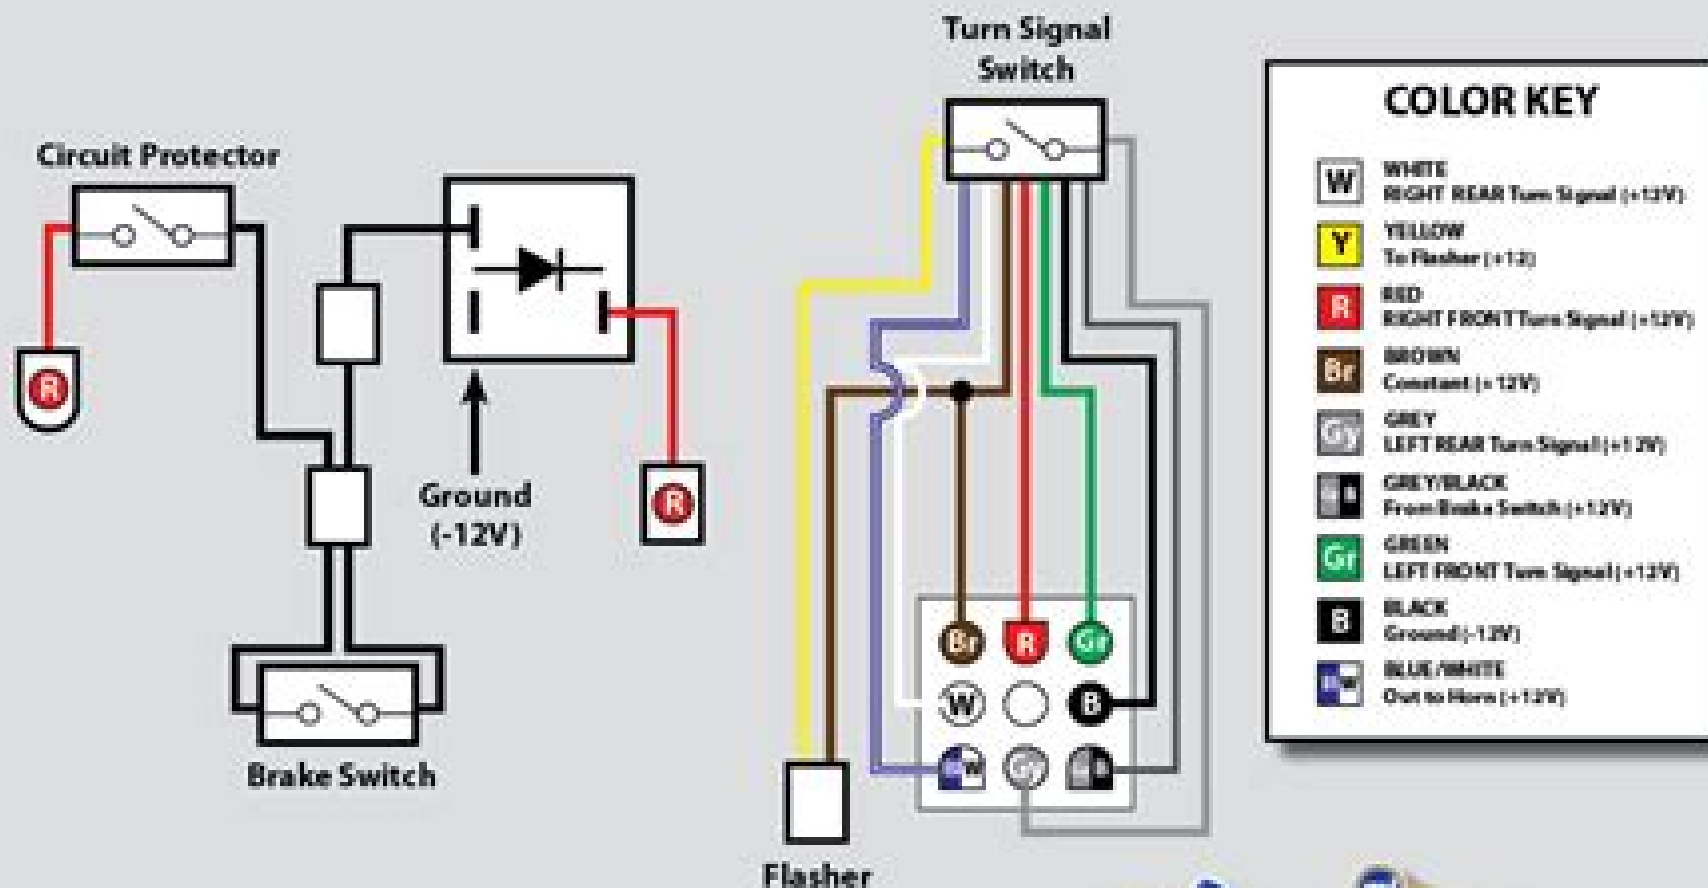 Turn Signal
Switch
Circuit Protector
R
Ground
(-12V)
R
Brake Switch
Flasher
Br
R
Gr
W
B
W
Gy
COLOR KEY
W
WHITE
RIGHT REAR Turn Signal (+12V)
Y
YELLOW
To Flasher (+12)
R
RED
RIGHT FRONT Turn Signal (+12V)
Br
BROWN
Constant (+12V)
Gy
GREY
LEFT REAR Turn Signal (+12V)
B
GREY/BLACK
From Brake Switch (+12V)
Gr
GREEN
LEFT FRONT Turn Signal (+12V)
B
BLACK
Ground (-12V)
W
BLUE/WHITE
Out to Horn (+12V)